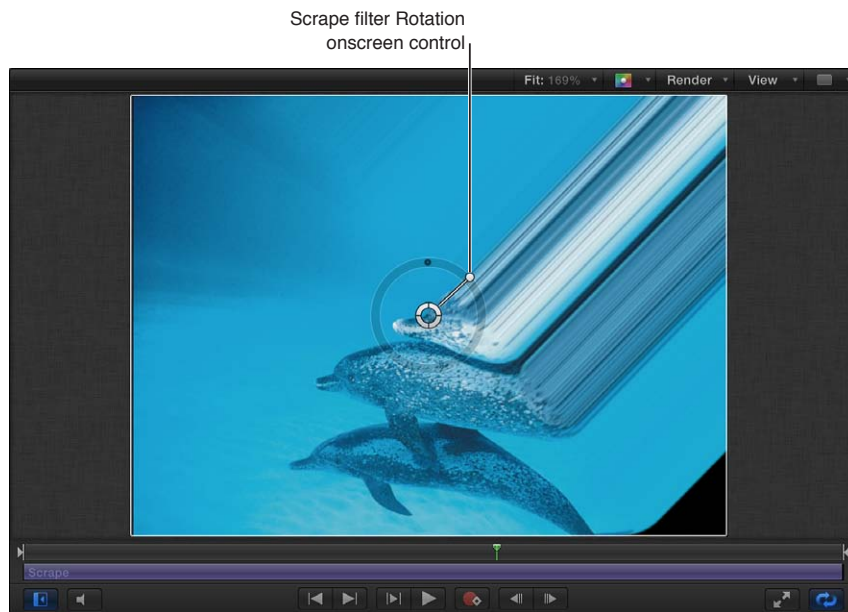 Scrape filter Rotation
onscreen control
Fit: 169% Render View
Scrape